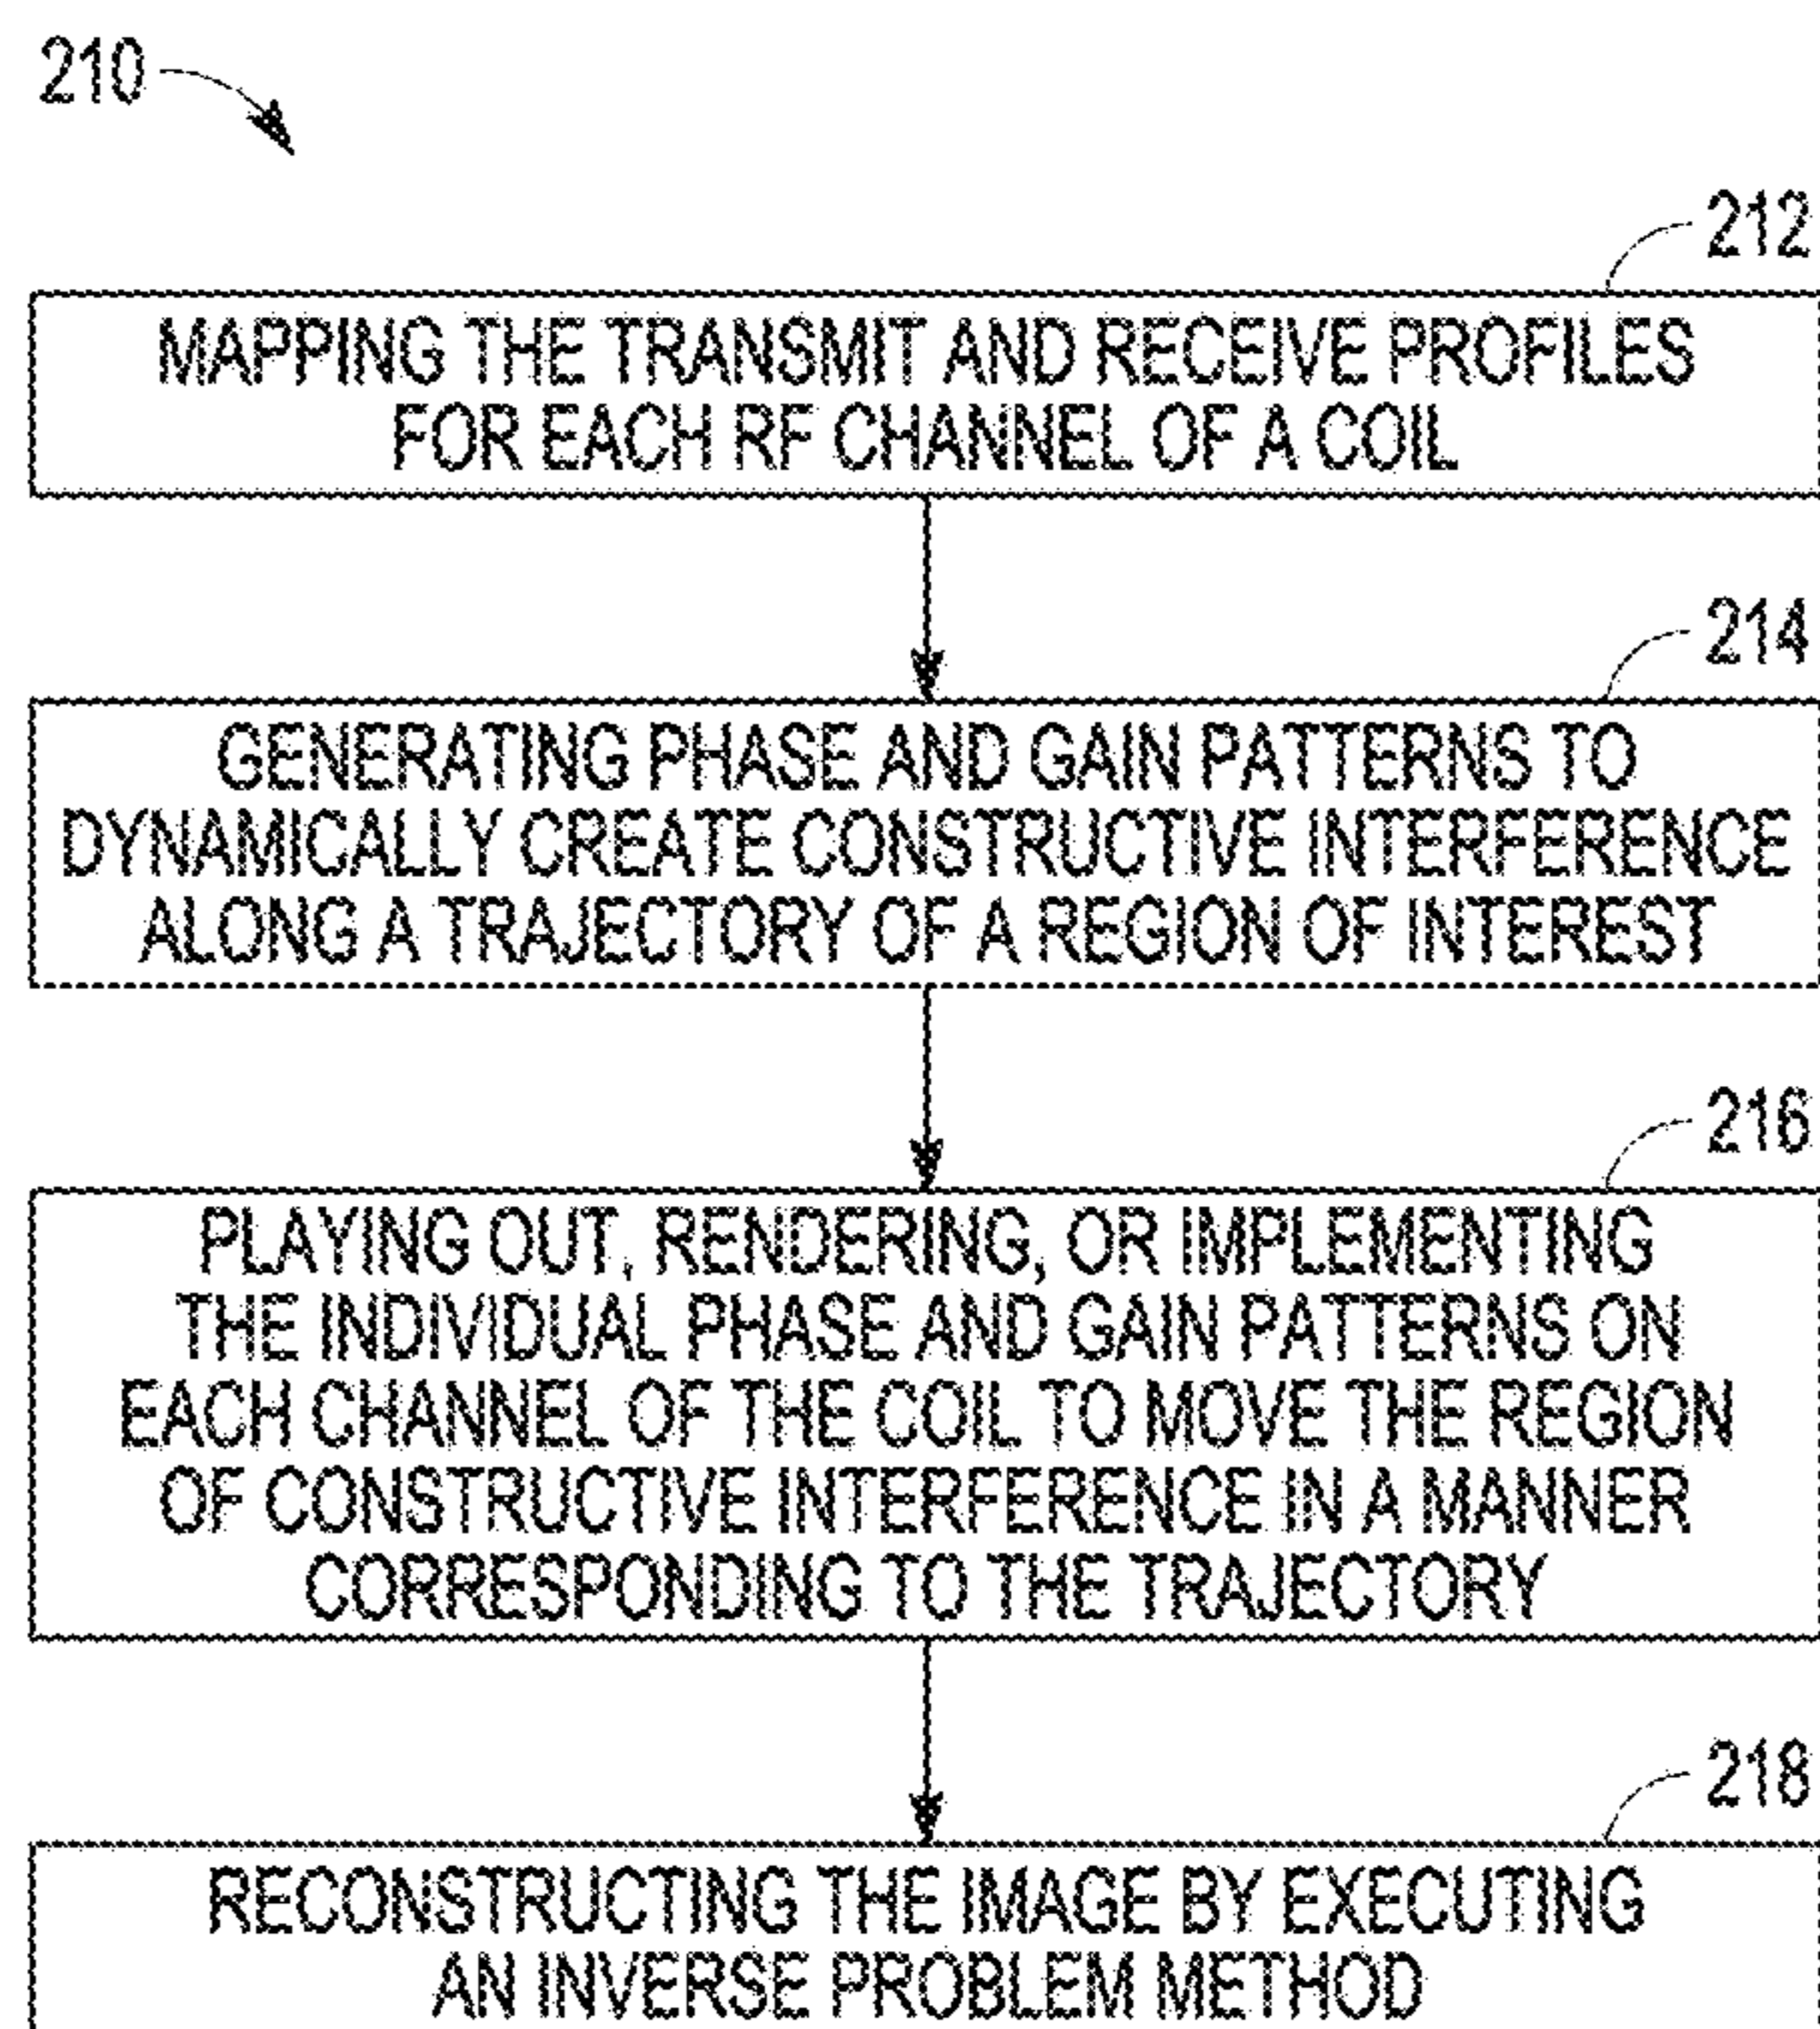 210
212
MAPPING THE TRANSMIT AND RECEIVE PROFILES
FOR EACH RF CHANNEL OF A COIL
214
GENERATING PHASE AND GAIN PATTERNS TO
DYNAMICALLY CREATE CONSTRUCTIVE INTERFERENCE
ALONG A TRAJECTORY OF A REGION OF INTEREST
216
PLAYING OUT, RENDERING, OR IMPLEMENTING
THE INDIVIDUAL PHASE AND GAIN PATTERNS ON
EACH CHANNEL OF THE COIL TO MOVE THE REGION
OF CONSTRUCTIVE INTERFERENCE IN A MANNER
CORRESPONDING TO THE TRAJECTORY
218
RECONSTRUCTING THE IMAGE BY EXECUTING
AN INVERSE PROBLEM METHOD